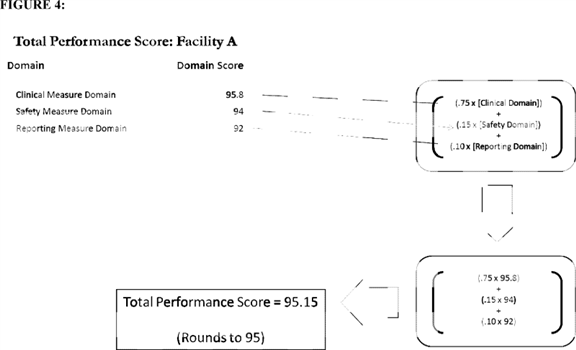 FIGURE 4:
Total Performance Score: Facility A
Domain Domain Score
Clinical Measure Domain 95.8
Safety Measure Domain 94
Reporting Measure Domain 92
(.75 x [Clinical Domain])
+
(.15 x [Safety Domain])
+
(.10 x [Reporting Domain])
(.75 x 95.8)
+
(.15 x 94)
+
(.10 x 92)
Total Performance Score = 95.15
(Rounds to 95)